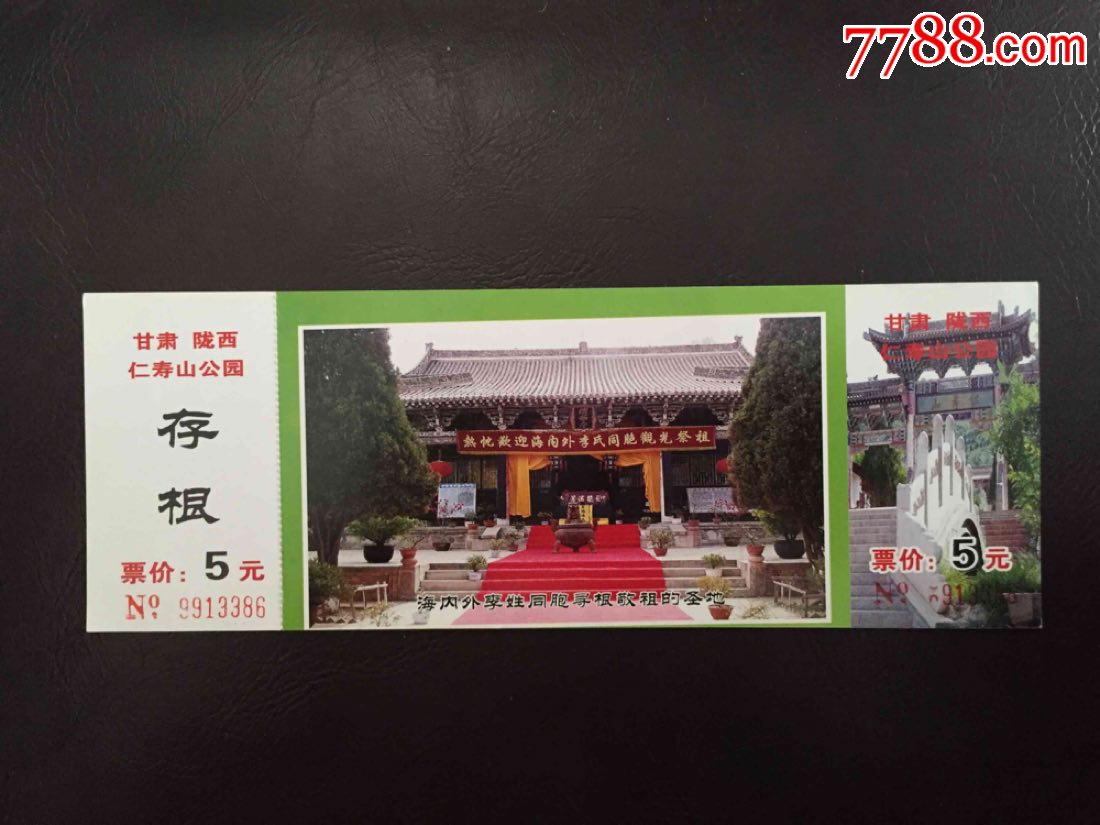 7788.com
甘肃 陇西
仁寿山公园
存
根
票价：5元
№ 9913386
熱忱歡迎海内外李氏同胞觀光祭祖
海内外李姓同胞寻根敬祖的圣地
甘肃 陇西
仁寿山公园
票价：5元